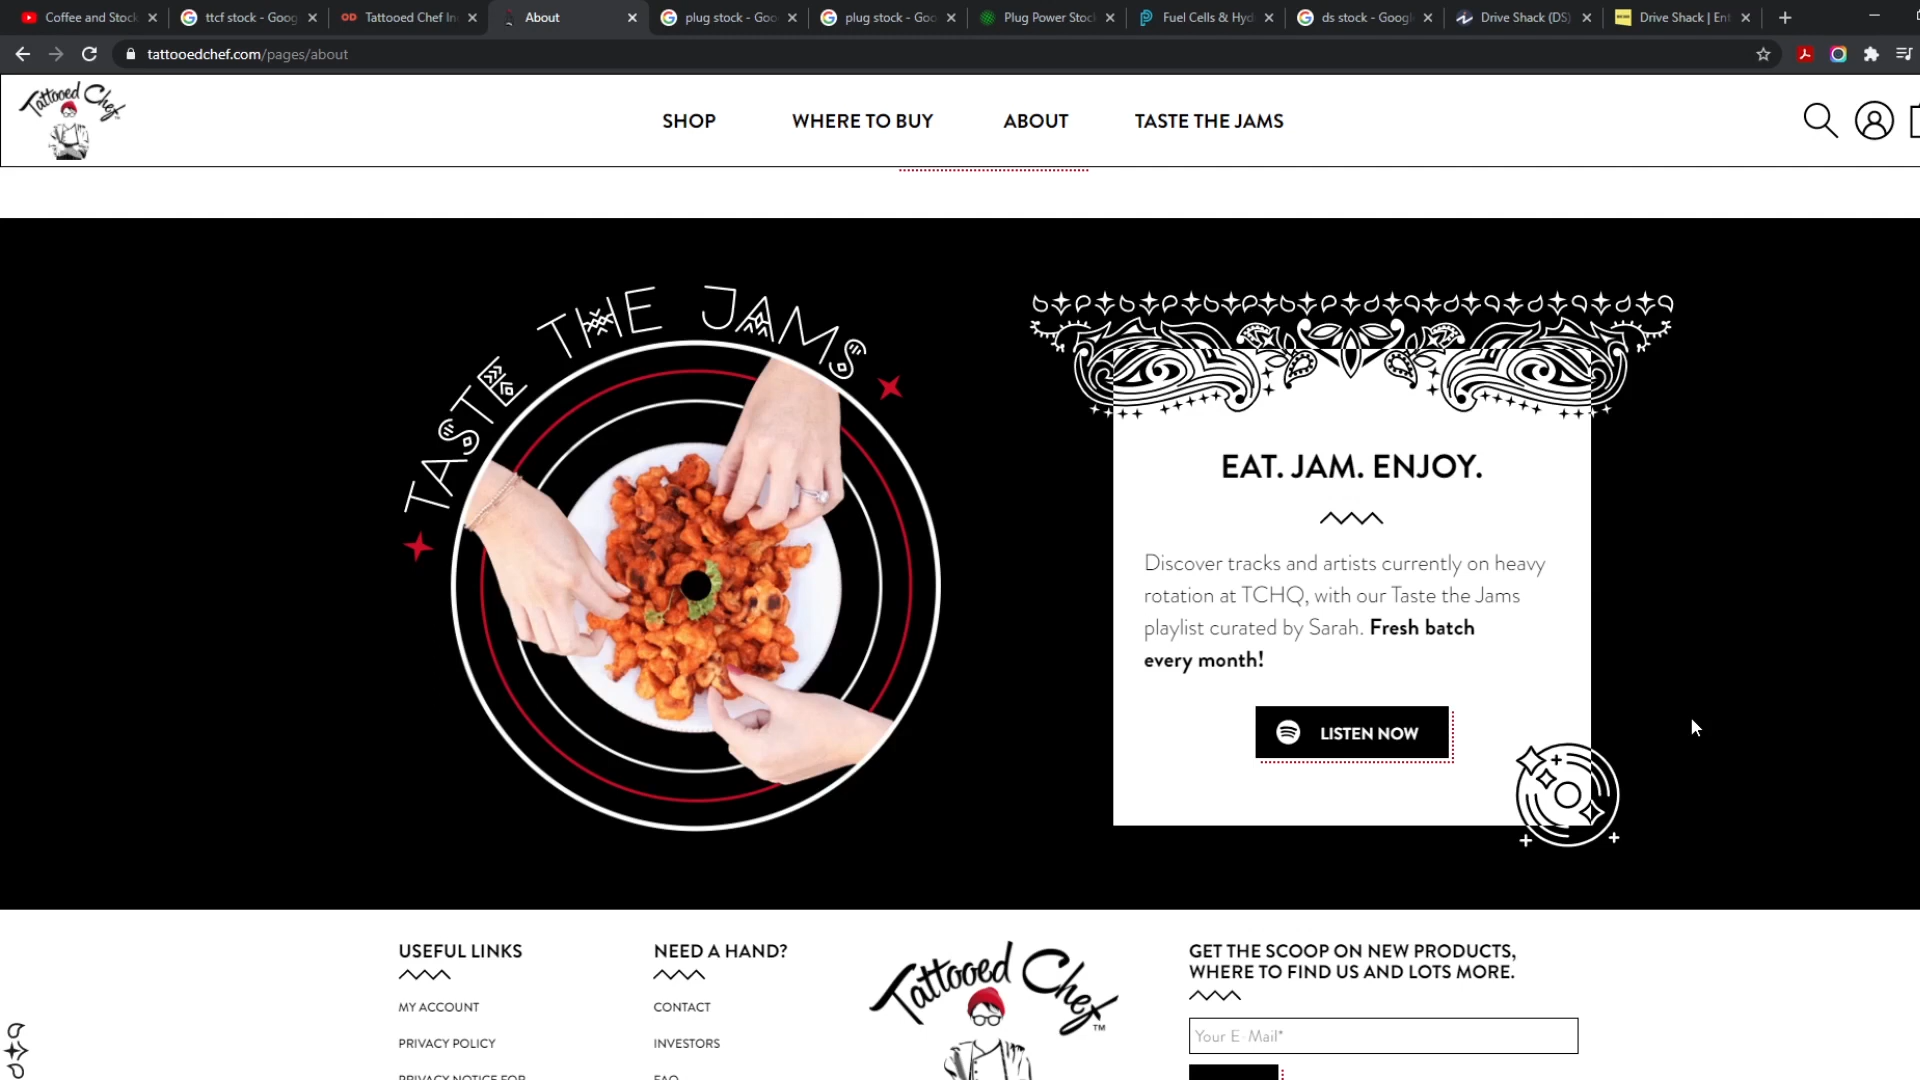 Coffee and Stock
ttcf stock - Goog
Tattooed Chef In
About
plug stock - Goo
plug stock - Goo
Plug Power Stoc
Fuel Cells & Hyd
ds stock - Googl
Drive Shack (DS)
Drive Shack | Ent
tattooedchef.com/pages/about
Tattooed Chef
SHOP
WHERE TO BUY
ABOUT
TASTE THE JAMS
TASTE THE JAMS
EAT. JAM. ENJOY.
Discover tracks and artists currently on heavy
rotation at TCHQ, with our Taste the Jams
playlist curated by Sarah. Fresh batch
every month!
LISTEN NOW
USEFUL LINKS
MY ACCOUNT
PRIVACY POLICY
PRIVACY NOTICE FOR
NEED A HAND?
CONTACT
INVESTORS
FAQ
Tattooed Chef™
GET THE SCOOP ON NEW PRODUCTS,
WHERE TO FIND US AND LOTS MORE.
Your E-Mail*